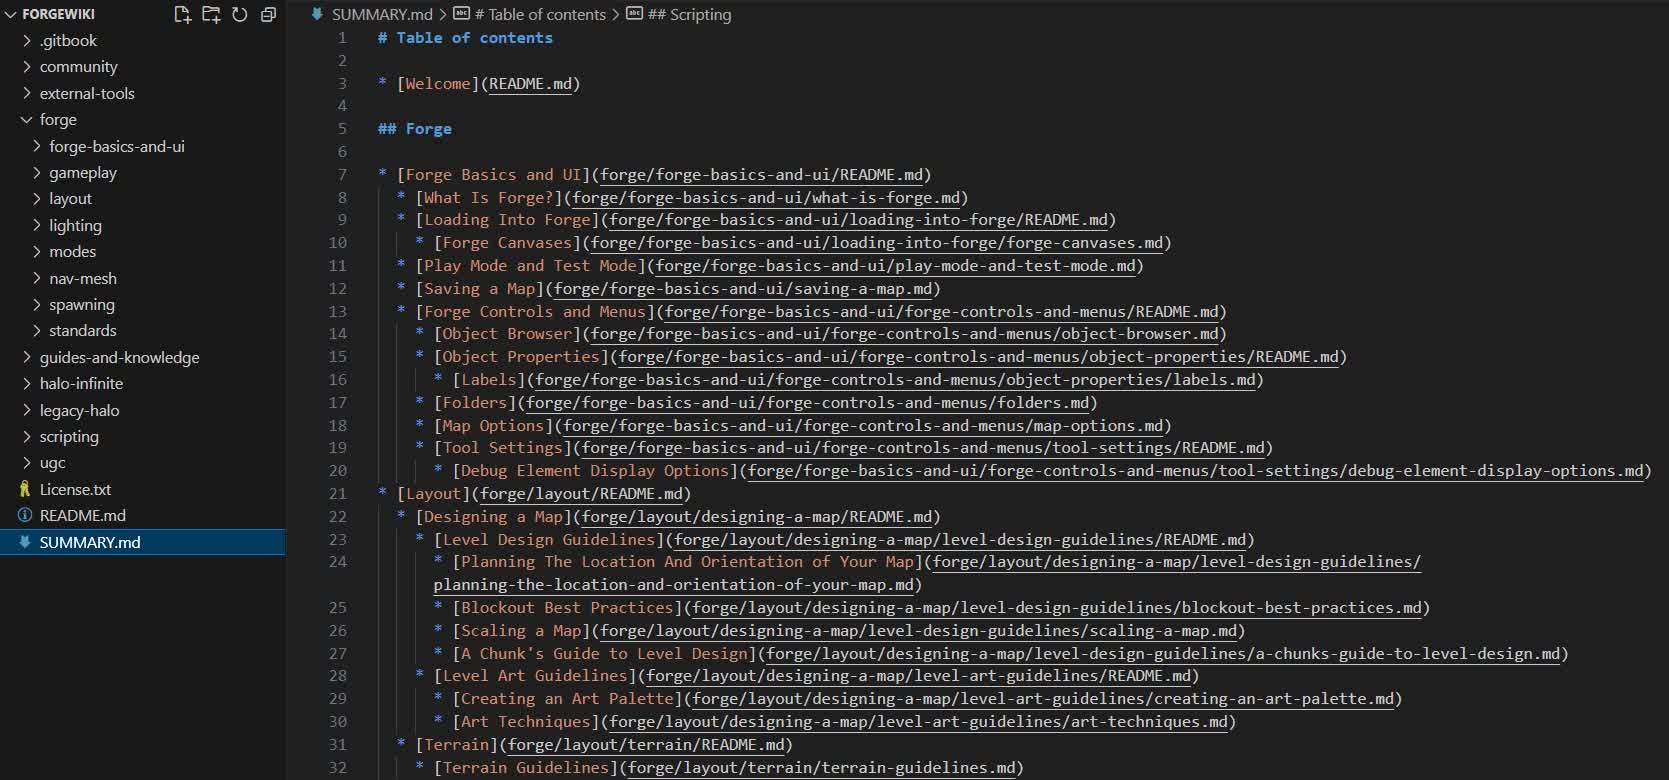 FORGEWIKI
.gitbook
community
external-tools
forge
forge-basics-and-ui
gameplay
layout
lighting
modes
nav-mesh
spawning
standards
guides-and-knowledge
halo-infinite
legacy-halo
scripting
ugc
License.txt
README.md
SUMMARY.md
SUMMARY.md > # Table of contents > ## Scripting
1 # Table of contents
2
3 * [Welcome](README.md)
4
5 ## Forge
6
7 * [Forge Basics and UI](forge/forge-basics-and-ui/README.md)
8 * [What Is Forge?](forge/forge-basics-and-ui/what-is-forge.md)
9 * [Loading Into Forge](forge/forge-basics-and-ui/loading-into-forge/README.md)
10 * [Forge Canvases](forge/forge-basics-and-ui/loading-into-forge/forge-canvases.md)
11 * [Play Mode and Test Mode](forge/forge-basics-and-ui/play-mode-and-test-mode.md)
12 * [Saving a Map](forge/forge-basics-and-ui/saving-a-map.md)
13 * [Forge Controls and Menus](forge/forge-basics-and-ui/forge-controls-and-menus/README.md)
14 * [Object Browser](forge/forge-basics-and-ui/forge-controls-and-menus/object-browser.md)
15 * [Object Properties](forge/forge-basics-and-ui/forge-controls-and-menus/object-properties/README.md)
16 * [Labels](forge/forge-basics-and-ui/forge-controls-and-menus/object-properties/labels.md)
17 * [Folders](forge/forge-basics-and-ui/forge-controls-and-menus/folders.md)
18 * [Map Options](forge/forge-basics-and-ui/forge-controls-and-menus/map-options.md)
19 * [Tool Settings](forge/forge-basics-and-ui/forge-controls-and-menus/tool-settings/README.md)
20 * [Debug Element Display Options](forge/forge-basics-and-ui/forge-controls-and-menus/tool-settings/debug-element-display-options.md)
21 * [Layout](forge/layout/README.md)
22 * [Designing a Map](forge/layout/designing-a-map/README.md)
23 * [Level Design Guidelines](forge/layout/designing-a-map/level-design-guidelines/README.md)
24 * [Planning The Location And Orientation of Your Map](forge/layout/designing-a-map/level-design-guidelines/
planning-the-location-and-orientation-of-your-map.md)
25 * [Blockout Best Practices](forge/layout/designing-a-map/level-design-guidelines/blockout-best-practices.md)
26 * [Scaling a Map](forge/layout/designing-a-map/level-design-guidelines/scaling-a-map.md)
27 * [A Chunk's Guide to Level Design](forge/layout/designing-a-map/level-design-guidelines/a-chunks-guide-to-level-design.md)
28 * [Level Art Guidelines](forge/layout/designing-a-map/level-art-guidelines/README.md)
29 * [Creating an Art Palette](forge/layout/designing-a-map/level-art-guidelines/creating-an-art-palette.md)
30 * [Art Techniques](forge/layout/designing-a-map/level-art-guidelines/art-techniques.md)
31 * [Terrain](forge/layout/terrain/README.md)
32 * [Terrain Guidelines](forge/layout/terrain/terrain-guidelines.md)